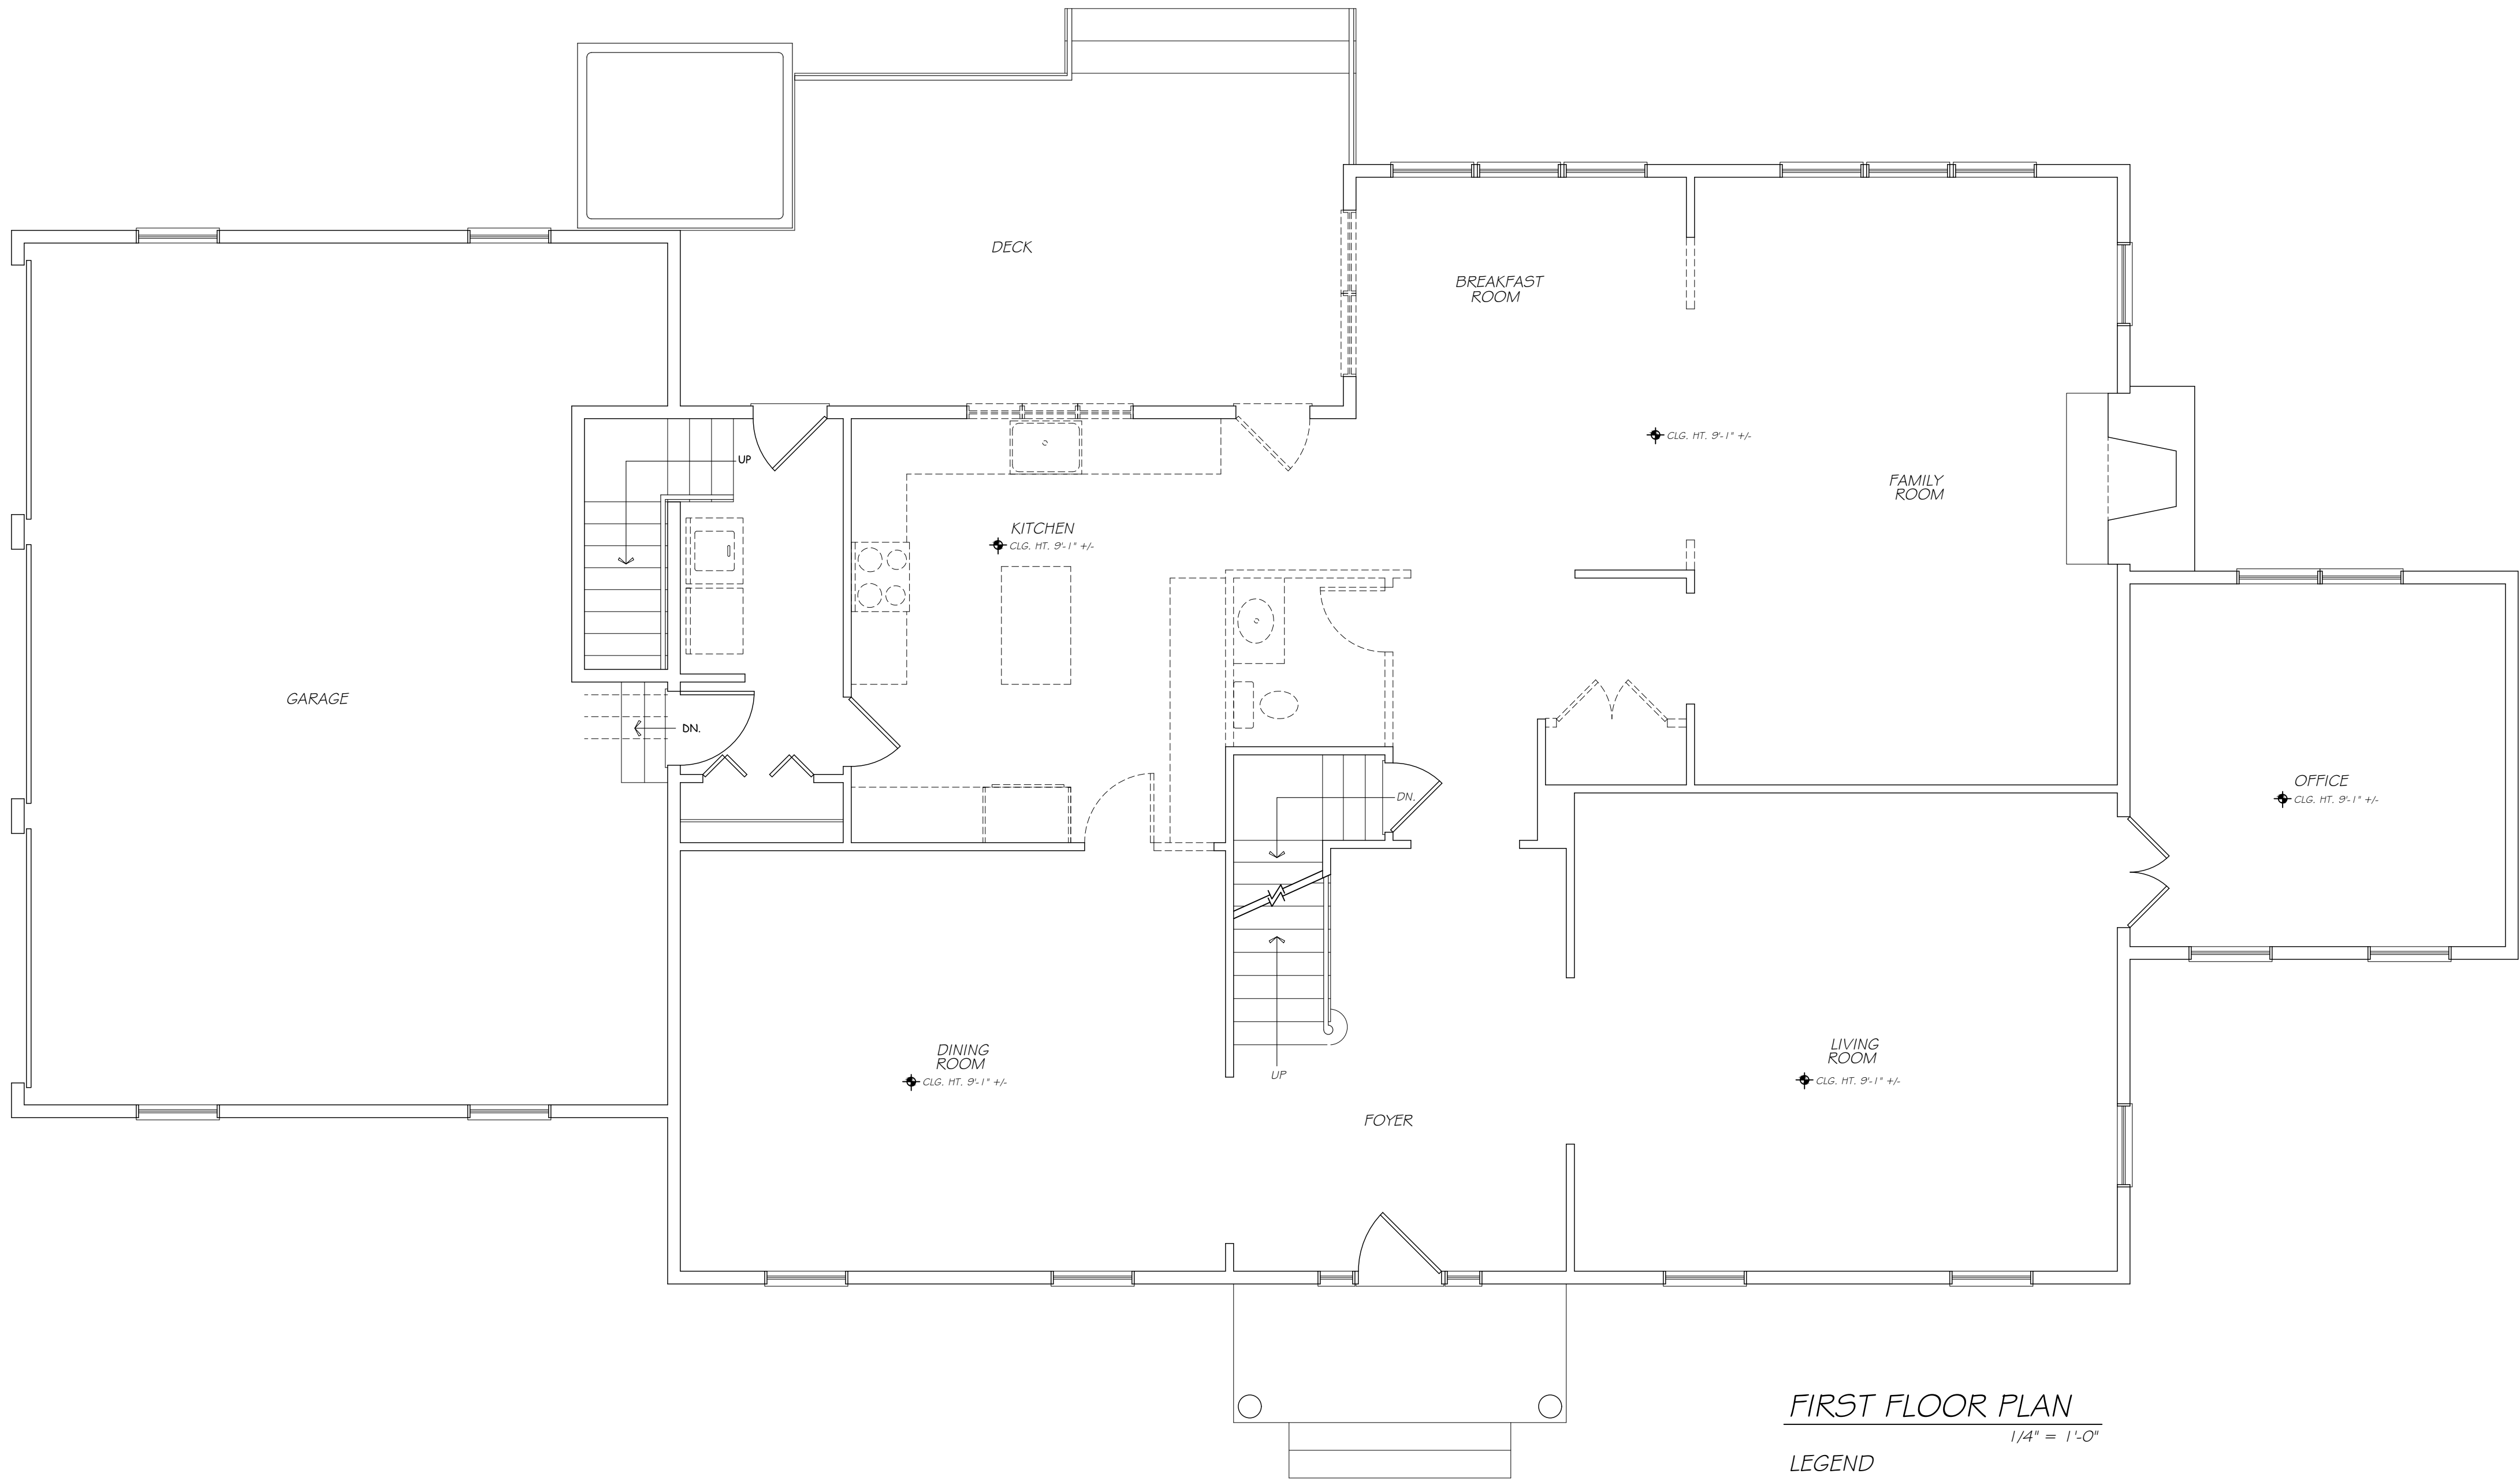 DECK
BREAKFAST
ROOM
CLG. HT. 9'-1" +/-
UP
FAMILY
ROOM
KITCHEN
CLG. HT. 9'-1" +/-
GARAGE
DN.
OFFICE
CLG. HT. 9'-1" +/-
DN.
DINING
ROOM
CLG. HT. 9'-1" +/-
UP
LIVING
ROOM
CLG. HT. 9'-1" +/-
FOYER
FIRST FLOOR PLAN
1/4" = 1'-0"
LEGEND